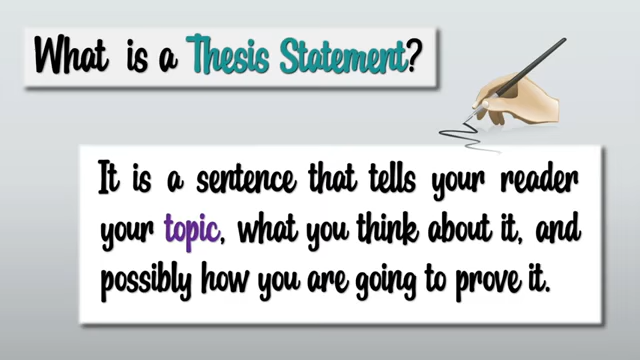 What is a Thesis Statement?
It is a sentence that tells your reader
your topic, what you think about it, and
possibly how you are going to prove it.